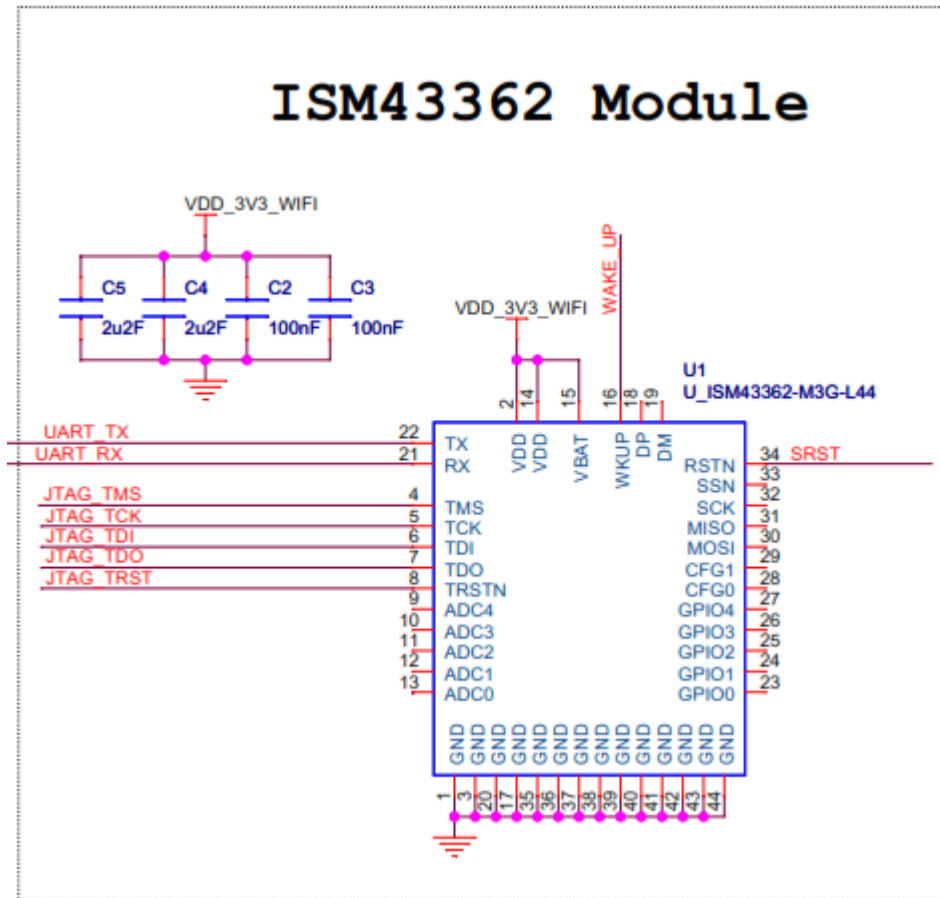 ISM43362 Module
VDD_3V3_WIFI
C5 C4 C2 C3
2u2F 2u2F 100nF 100nF
VDD_3V3_WIFI
WAKE_UP
U1
U_ISM43362-M3G-L44
2 14 15 16 18 19
VDD VDD VBAT WKUP DP DM
UART_TX 22 TX
UART_RX 21 RX
JTAG_TMS 4 TMS
JTAG_TCK 5 TCK
JTAG_TDI 6 TDI
JTAG_TDO 7 TDO
JTAG_TRST 8 TRSTN
9 ADC4
10 ADC3
11 ADC2
12 ADC1
13 ADC0
RSTN 34 SRST
SSN 33
SCK 32
MISO 31
MOSI 30
CFG1 29
CFG0 28
GPIO4 27
GPIO3 26
GPIO2 25
GPIO1 24
GPIO0 23
GND GND GND GND GND GND GND GND GND GND GND GND GND GND
1 3 20 17 35 36 37 38 39 40 41 42 43 44